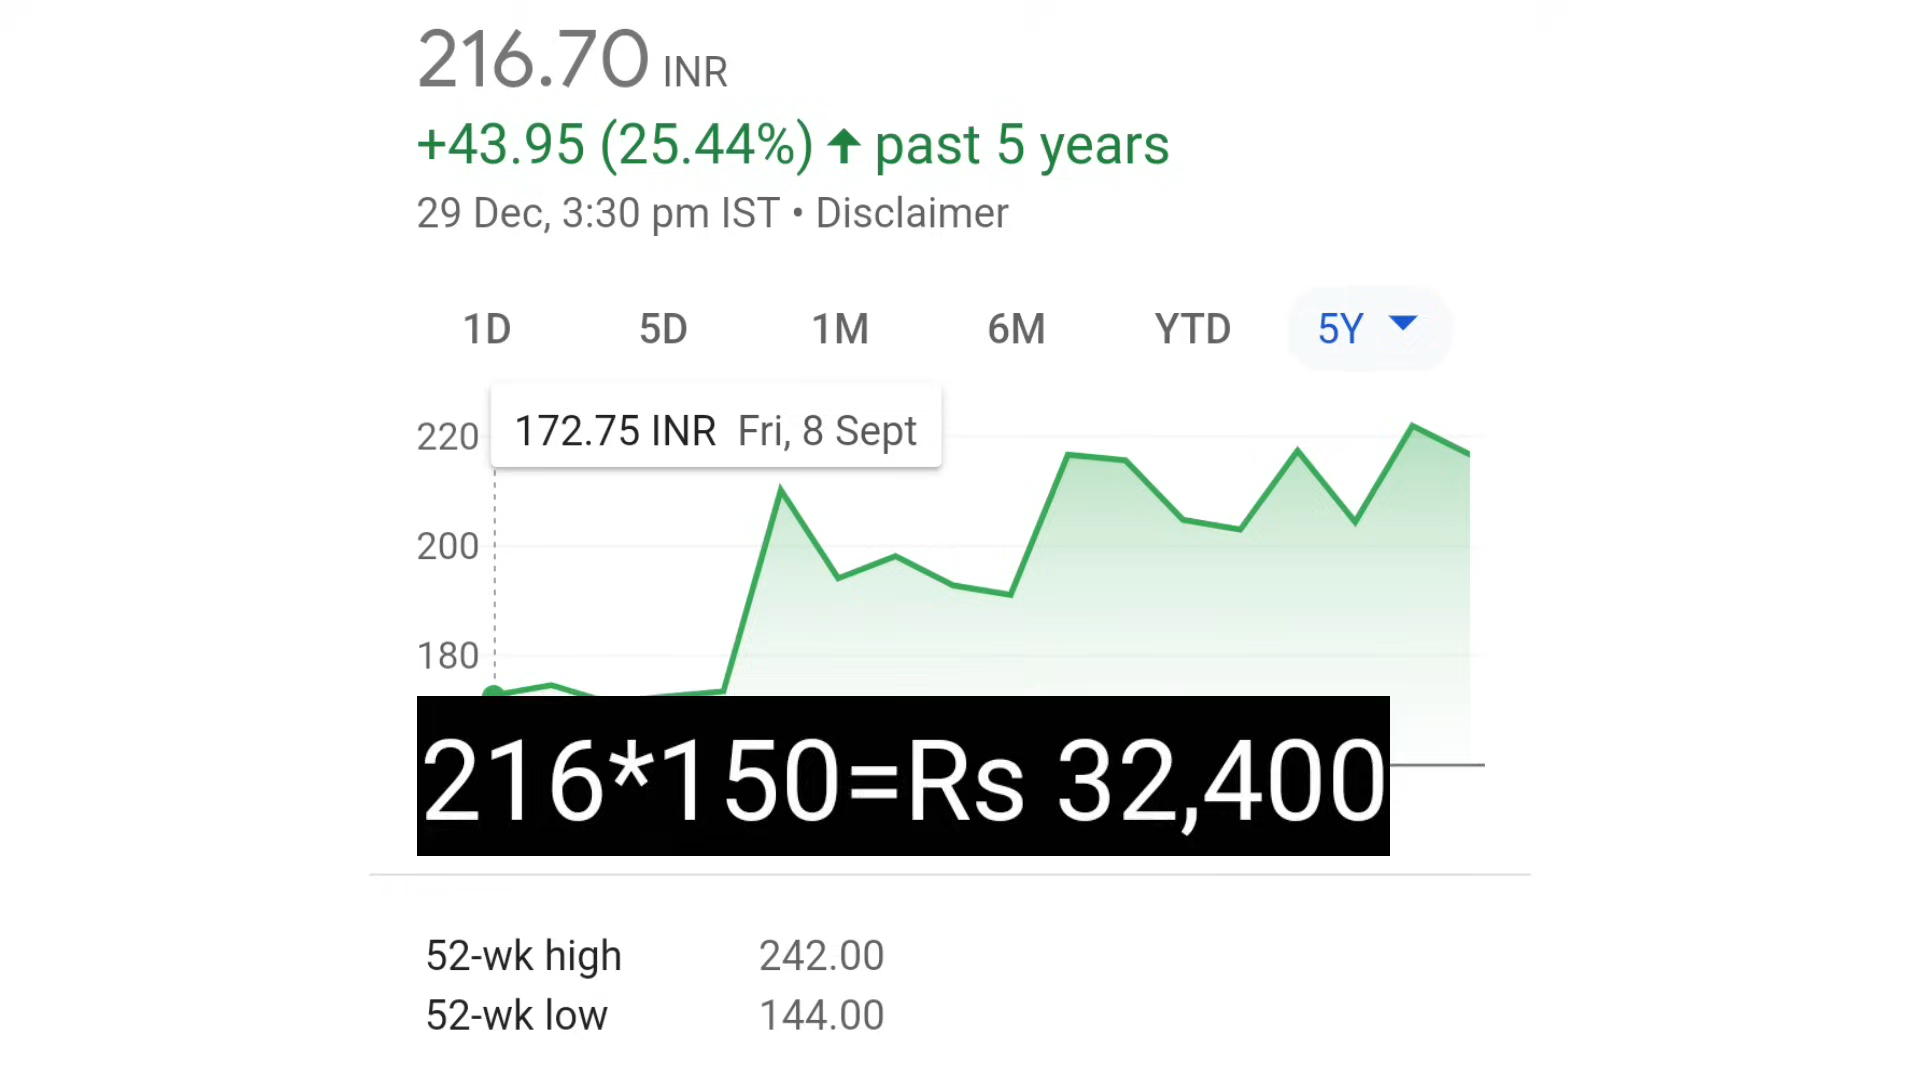 216.70 INR
+43.95 (25.44%) ↑ past 5 years
29 Dec, 3:30 pm IST • Disclaimer
1D 5D 1M 6M YTD 5Y
172.75 INR Fri, 8 Sept
220
200
180
216*150=Rs 32,400
52-wk high 242.00
52-wk low 144.00